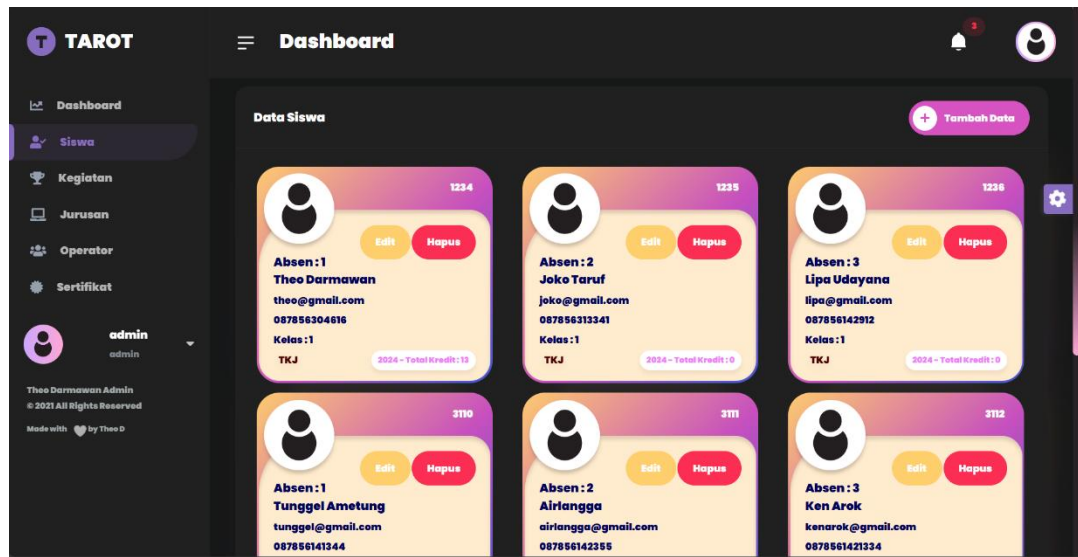 T TAROT
Dashboard
3
Dashboard
Siswa
Kegiatan
Jurusan
Operator
Sertifikat
admin
admin
Theo Darmawan Admin
© 2021 All Rights Reserved
Made with by Theo D
Data Siswa
+ Tambah Data
1234
Edit Hapus
Absen : 1
Theo Darmawan
theo@gmail.com
087856304616
Kelas : 1
TKJ 2024 - Total Kredit : 13
1235
Edit Hapus
Absen : 2
Joko Taruf
joko@gmail.com
087856313341
Kelas : 1
TKJ 2024 - Total Kredit : 0
1236
Edit Hapus
Absen : 3
Lipa Udayana
lipa@gmail.com
087856142912
Kelas : 1
TKJ 2024 - Total Kredit : 0
3110
Edit Hapus
Absen : 1
Tunggel Ametung
tunggel@gmail.com
087856141344
3111
Edit Hapus
Absen : 2
Airlangga
airlangga@gmail.com
087856142355
3112
Edit Hapus
Absen : 3
Ken Arok
kenarok@gmail.com
0878561421334